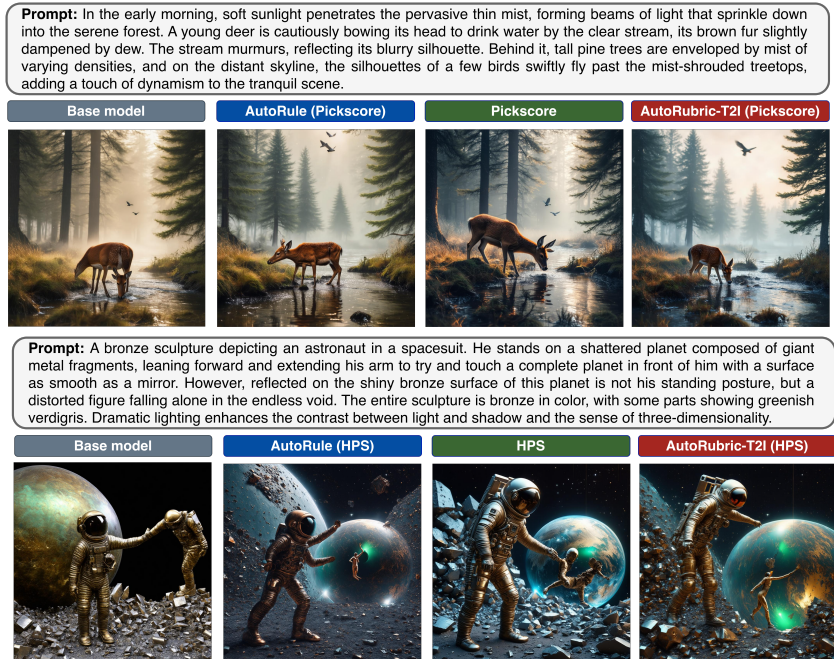 Prompt: In the early morning, soft sunlight penetrates the pervasive thin mist, forming beams of light that sprinkle down
into the serene forest. A young deer is cautiously bowing its head to drink water by the clear stream, its brown fur slightly
dampened by dew. The stream murmurs, reflecting its blurry silhouette. Behind it, tall pine trees are enveloped by mist of
varying densities, and on the distant skyline, the silhouettes of a few birds swiftly fly past the mist-shrouded treetops,
adding a touch of dynamism to the tranquil scene.
Base model
AutoRule (Pickscore)
Pickscore
AutoRubric-T2I (Pickscore)
Prompt: A bronze sculpture depicting an astronaut in a spacesuit. He stands on a shattered planet composed of giant
metal fragments, leaning forward and extending his arm to try and touch a complete planet in front of him with a surface
as smooth as a mirror. However, reflected on the shiny bronze surface of this planet is not his standing posture, but a
distorted figure falling alone in the endless void. The entire sculpture is bronze in color, with some parts showing greenish
verdigris. Dramatic lighting enhances the contrast between light and shadow and the sense of three-dimensionality.
Base model
AutoRule (HPS)
HPS
AutoRubric-T2I (HPS)